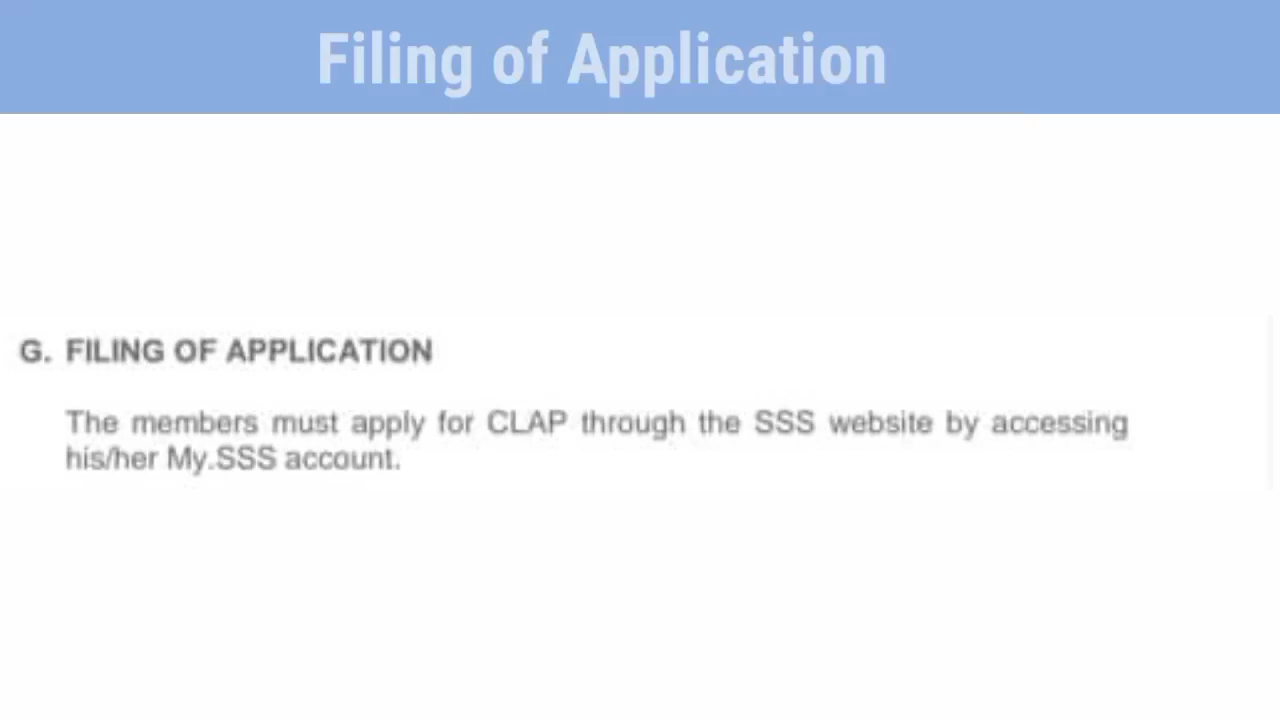 Filing of Application
G. FILING OF APPLICATION
The members must apply for CLAP through the SSS website by accessing
his/her My.SSS account.